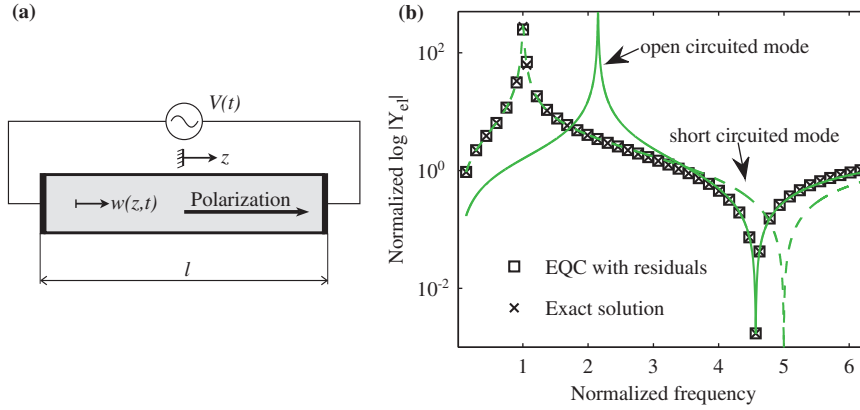 (a)
V(t)
z
w(z,t)
Polarization
l
(b)
Normalized log |Y_el|
10^2
10^0
10^-2
open circuited mode
short circuited mode
EQC with residuals
Exact solution
1 2 3 4 5 6
Normalized frequency